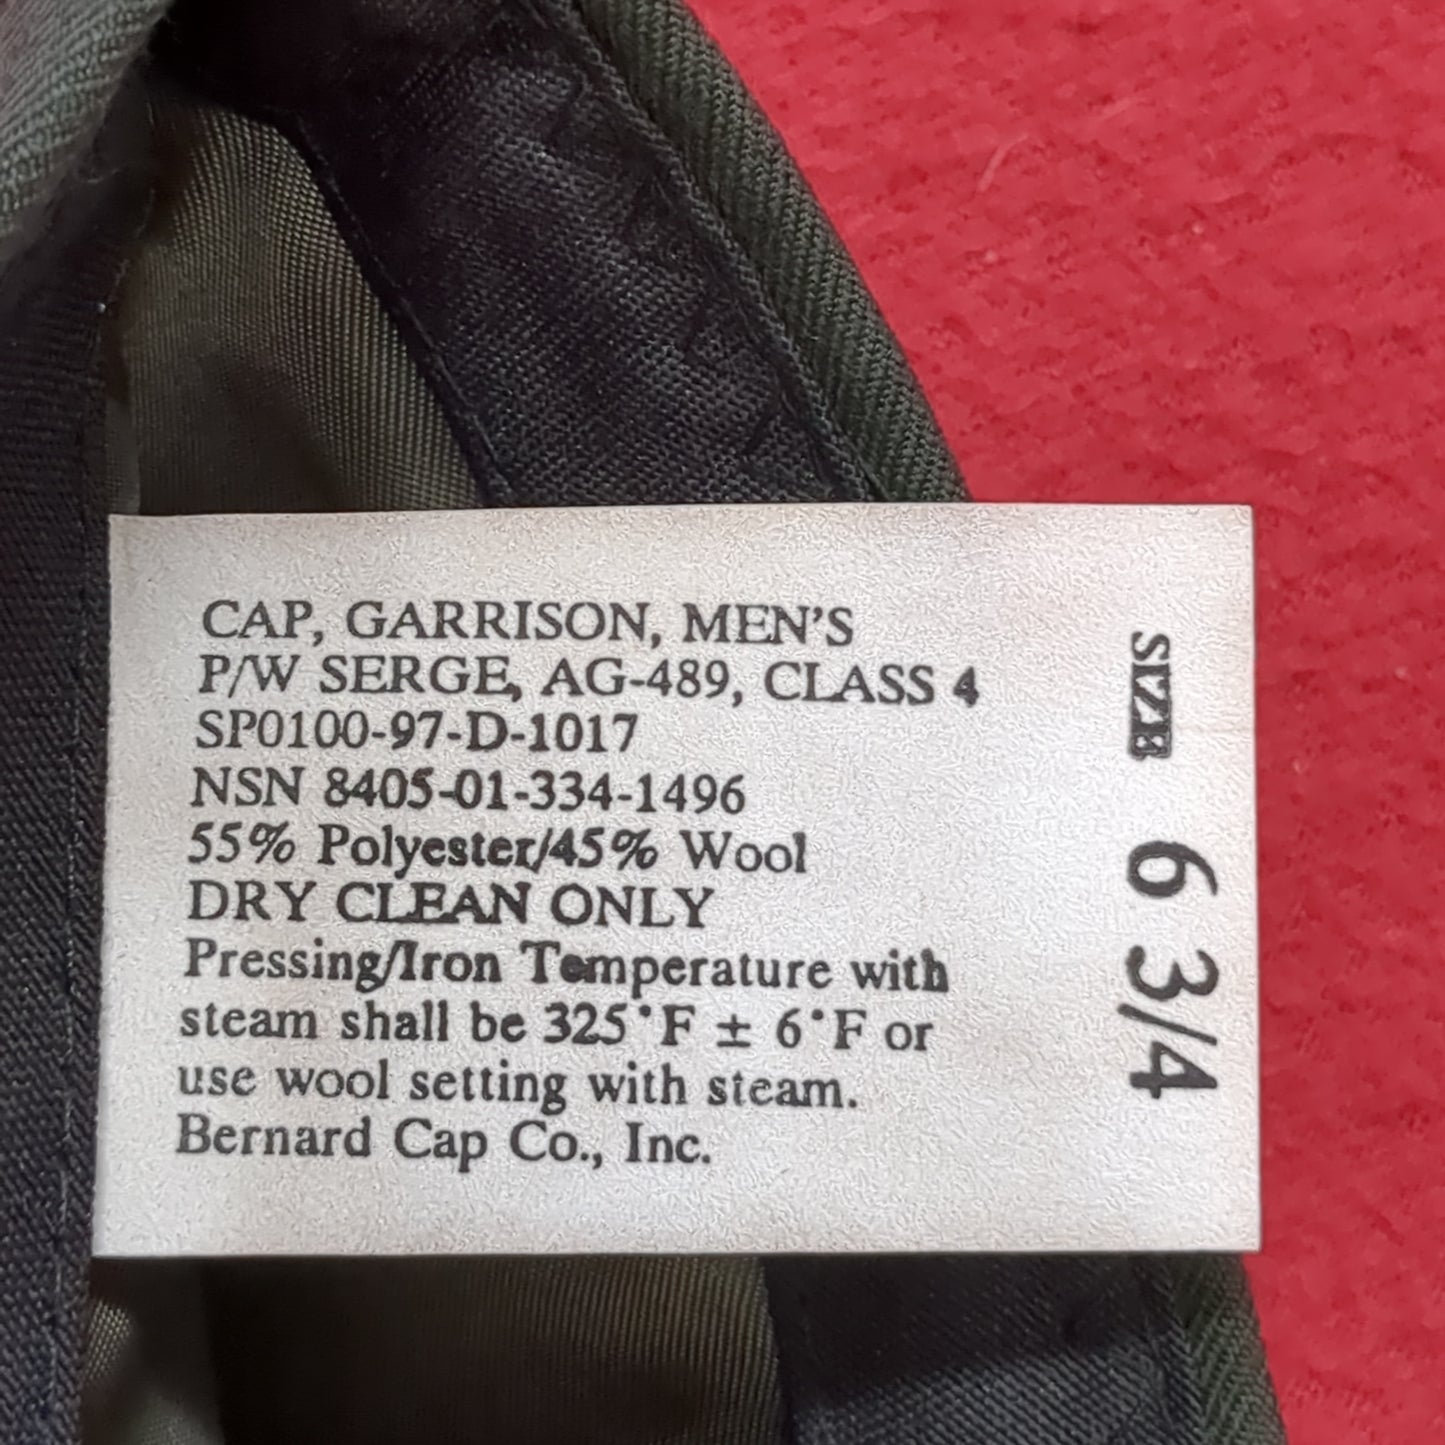 CAP, GARRISON, MEN'S
P/W SERGE, AG-489, CLASS 4
SP0100-97-D-1017
NSN 8405-01-334-1496
55% Polyester/45% Wool
DRY CLEAN ONLY
Pressing/Iron Temperature with
steam shall be 325°F ± 6°F or
use wool setting with steam.
Bernard Cap Co., Inc.
SIZE 6 3/4